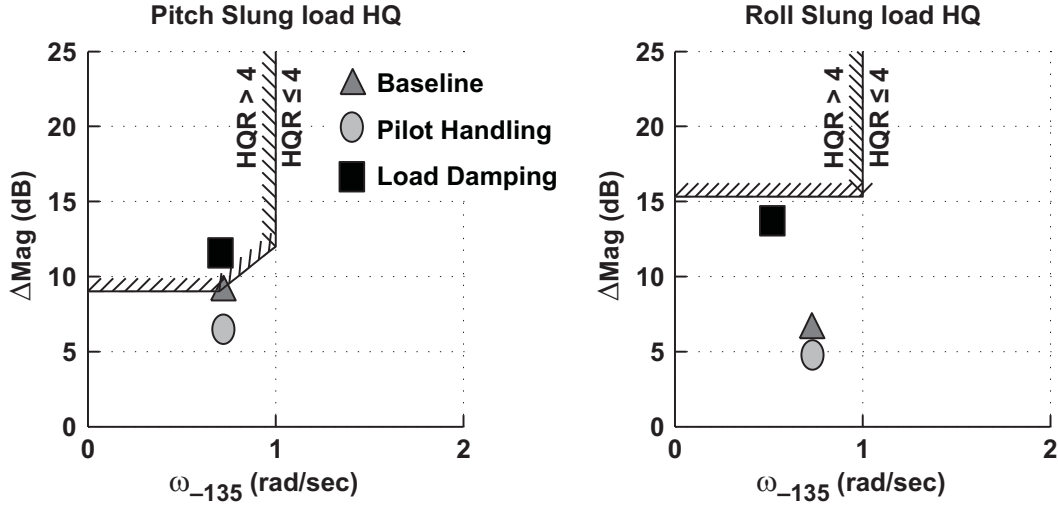 Pitch Slung load HQ
25
20
15
10
5
0
0
1
2
ΔMag (dB)
ω–135 (rad/sec)
HQR > 4
HQR ≤ 4
Baseline
Pilot Handling
Load Damping
Roll Slung load HQ
25
20
15
10
5
0
0
1
2
ΔMag (dB)
ω–135 (rad/sec)
HQR > 4
HQR ≤ 4